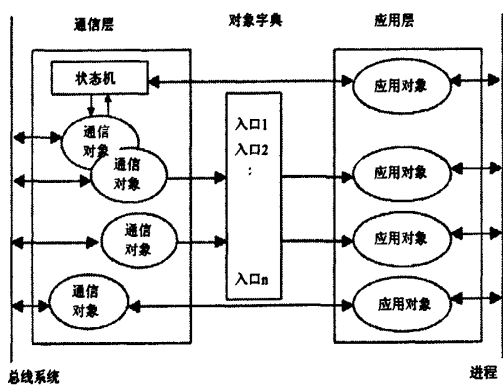 通信层
对象字典
应用层
状态机
应用对象
通信
对象
入口1
入口2
:
通信
对象
应用对象
通信
对象
应用对象
入口n
通信
对象
应用对象
总线系统
进程